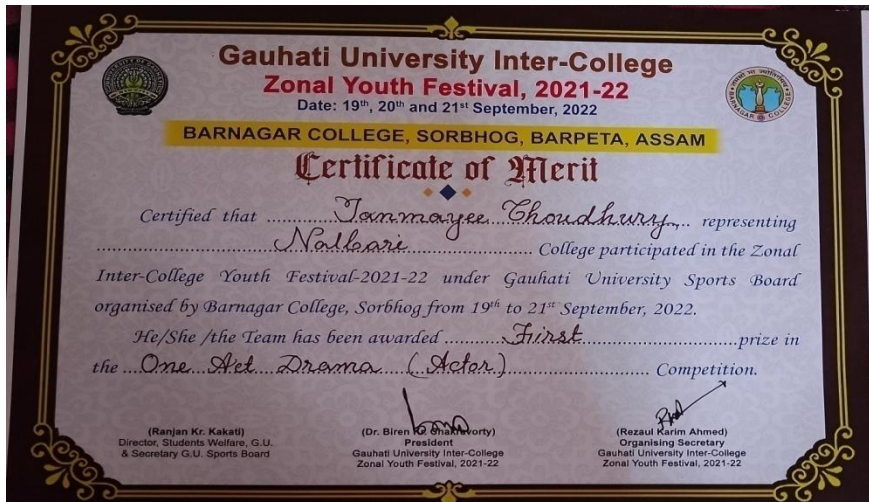 Gauhati University Inter-College
Zonal Youth Festival, 2021-22
Date: 19th, 20th and 21st September, 2022
BARNAGAR COLLEGE, SORBHOG, BARPETA, ASSAM
Certificate of Merit
Certified that ..............Tanmayee Choudhury.... representing
..............................Nalbari.............................. College participated in the Zonal
Inter-College Youth Festival-2021-22 under Gauhati University Sports Board
organised by Barnagar College, Sorbhog from 19th to 21st September, 2022.
He/She /the Team has been awarded ..........First..............................prize in
the ...One Act Drama (Actor)............................ Competition.
(Ranjan Kr. Kakati)
Director, Students Welfare, G.U.
& Secretary G.U. Sports Board
(Dr. Biren Chakravorty)
President
Gauhati University Inter-College
Zonal Youth Festival, 2021-22
(Rezaul Karim Ahmed)
Organising Secretary
Gauhati University Inter-College
Zonal Youth Festival, 2021-22